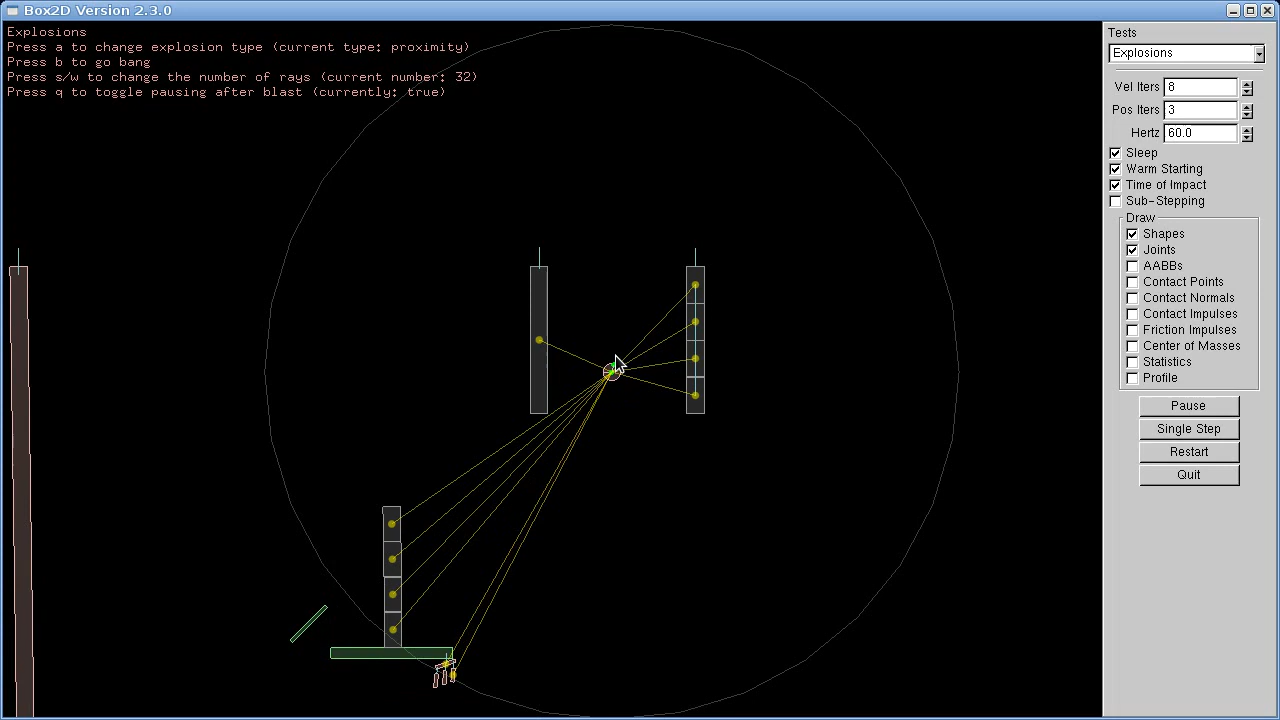 Box2D Version 2.3.0
Explosions
Press a to change explosion type (current type: proximity)
Press b to go bang
Press s/w to change the number of rays (current number: 32)
Press q to toggle pausing after blast (currently: true)
Tests
Explosions
Vel Iters 8
Pos Iters 3
Hertz 60.0
Sleep
Warm Starting
Time of Impact
Sub-Stepping
Draw
Shapes
Joints
AABBs
Contact Points
Contact Normals
Contact Impulses
Friction Impulses
Center of Masses
Statistics
Profile
Pause
Single Step
Restart
Quit